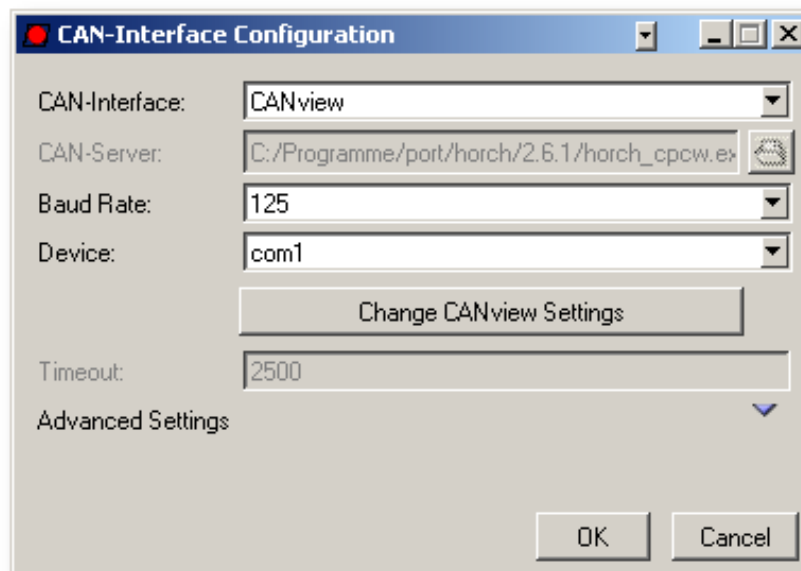 CAN-Interface Configuration
CAN-Interface: CANview
CAN-Server: C:/Programme/port/horch/2.6.1/horch_cpcw.ex
Baud Rate: 125
Device: com1
Change CANview Settings
Timeout: 2500
Advanced Settings
OK Cancel